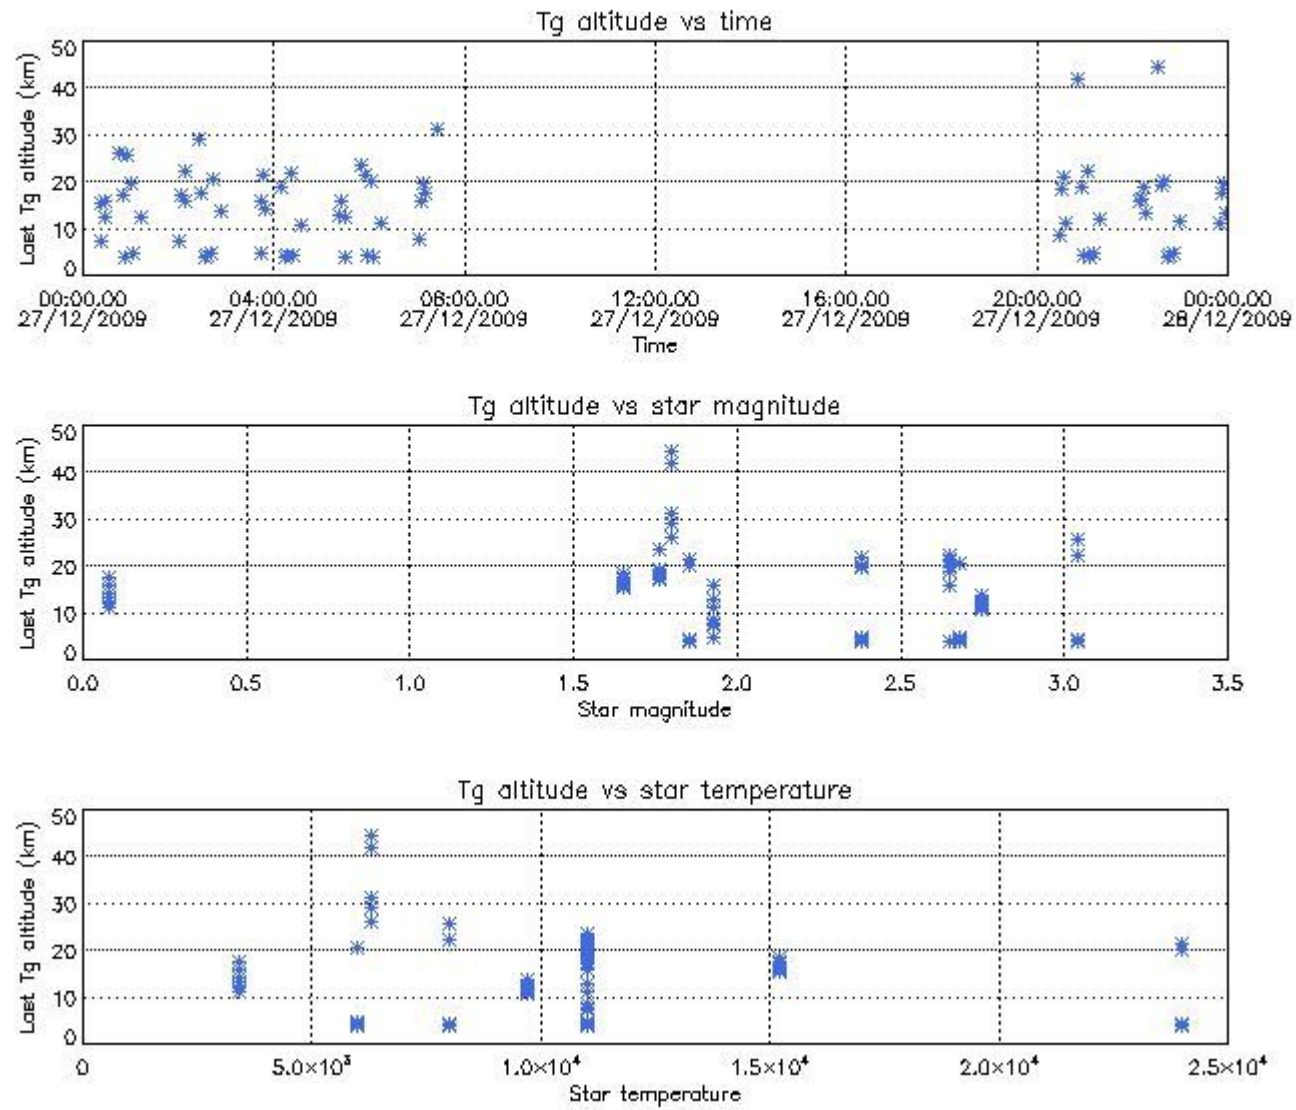 Tg altitude vs time
Last Tg altitude (km)
50
40
30
20
10
0
00:00.00 04:00.00 08:00.00 12:00.00 16:00.00 20:00.00 00:00.00
27/12/2009 27/12/2009 27/12/2009 27/12/2009 27/12/2009 27/12/2009 28/12/2009
Time
Tg altitude vs star magnitude
Last Tg altitude (km)
50
40
30
20
10
0
0.0 0.5 1.0 1.5 2.0 2.5 3.0 3.5
Star magnitude
Tg altitude vs star temperature
Last Tg altitude (km)
50
40
30
20
10
0
0 5.0×10³ 1.0×10⁴ 1.5×10⁴ 2.0×10⁴ 2.5×10⁴
Star temperature